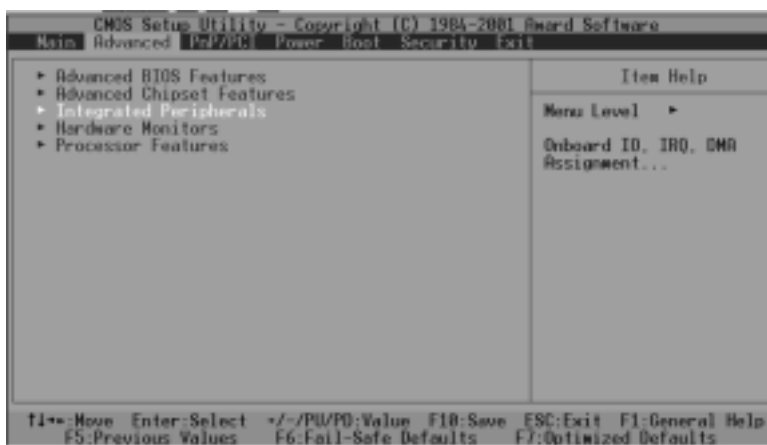 CMOS Setup Utility - Copyright (C) 1984-2001 Award Software
Main Advanced PnP/PCI Power Boot Security Exit
▸ Advanced BIOS Features
▸ Advanced Chipset Features
▸ Integrated Peripherals
▸ Hardware Monitors
▸ Processor Features
Item Help
Menu Level ▸
Onboard IO, IRQ, DMA
Assignment...
↑↓→←:Move Enter:Select +/-/PU/PD:Value F10:Save ESC:Exit F1:General Help
F5:Previous Values F6:Fail-Safe Defaults F7:Optimized Defaults